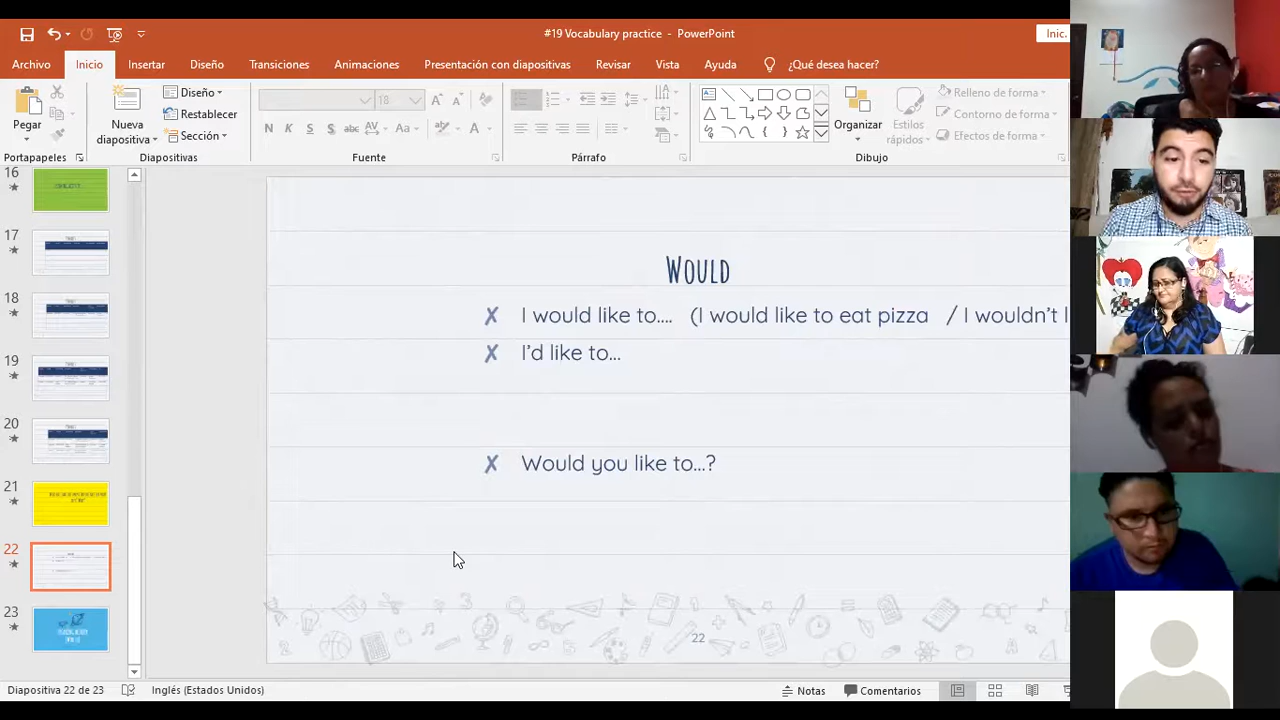 #19 Vocabulary practice - PowerPoint
Inic.
Archivo Inicio Insertar Diseño Transiciones Animaciones Presentación con diapositivas Revisar Vista Ayuda ¿Qué desea hacer?
Pegar
Nueva diapositiva
Diseño
Restablecer
Sección
18
N K S S abc AV Aa A
Organizar
Estilos rápidos
Relleno de forma
Contorno de forma
Efectos de forma
Portapapeles Diapositivas Fuente Párrafo Dibujo
16
17
18
19
20
21
22
23
Would
I would like to.... (I would like to eat pizza / I wouldn't l
I'd like to...
Would you like to...?
22
Diapositiva 22 de 23 Inglés (Estados Unidos) Notas Comentarios